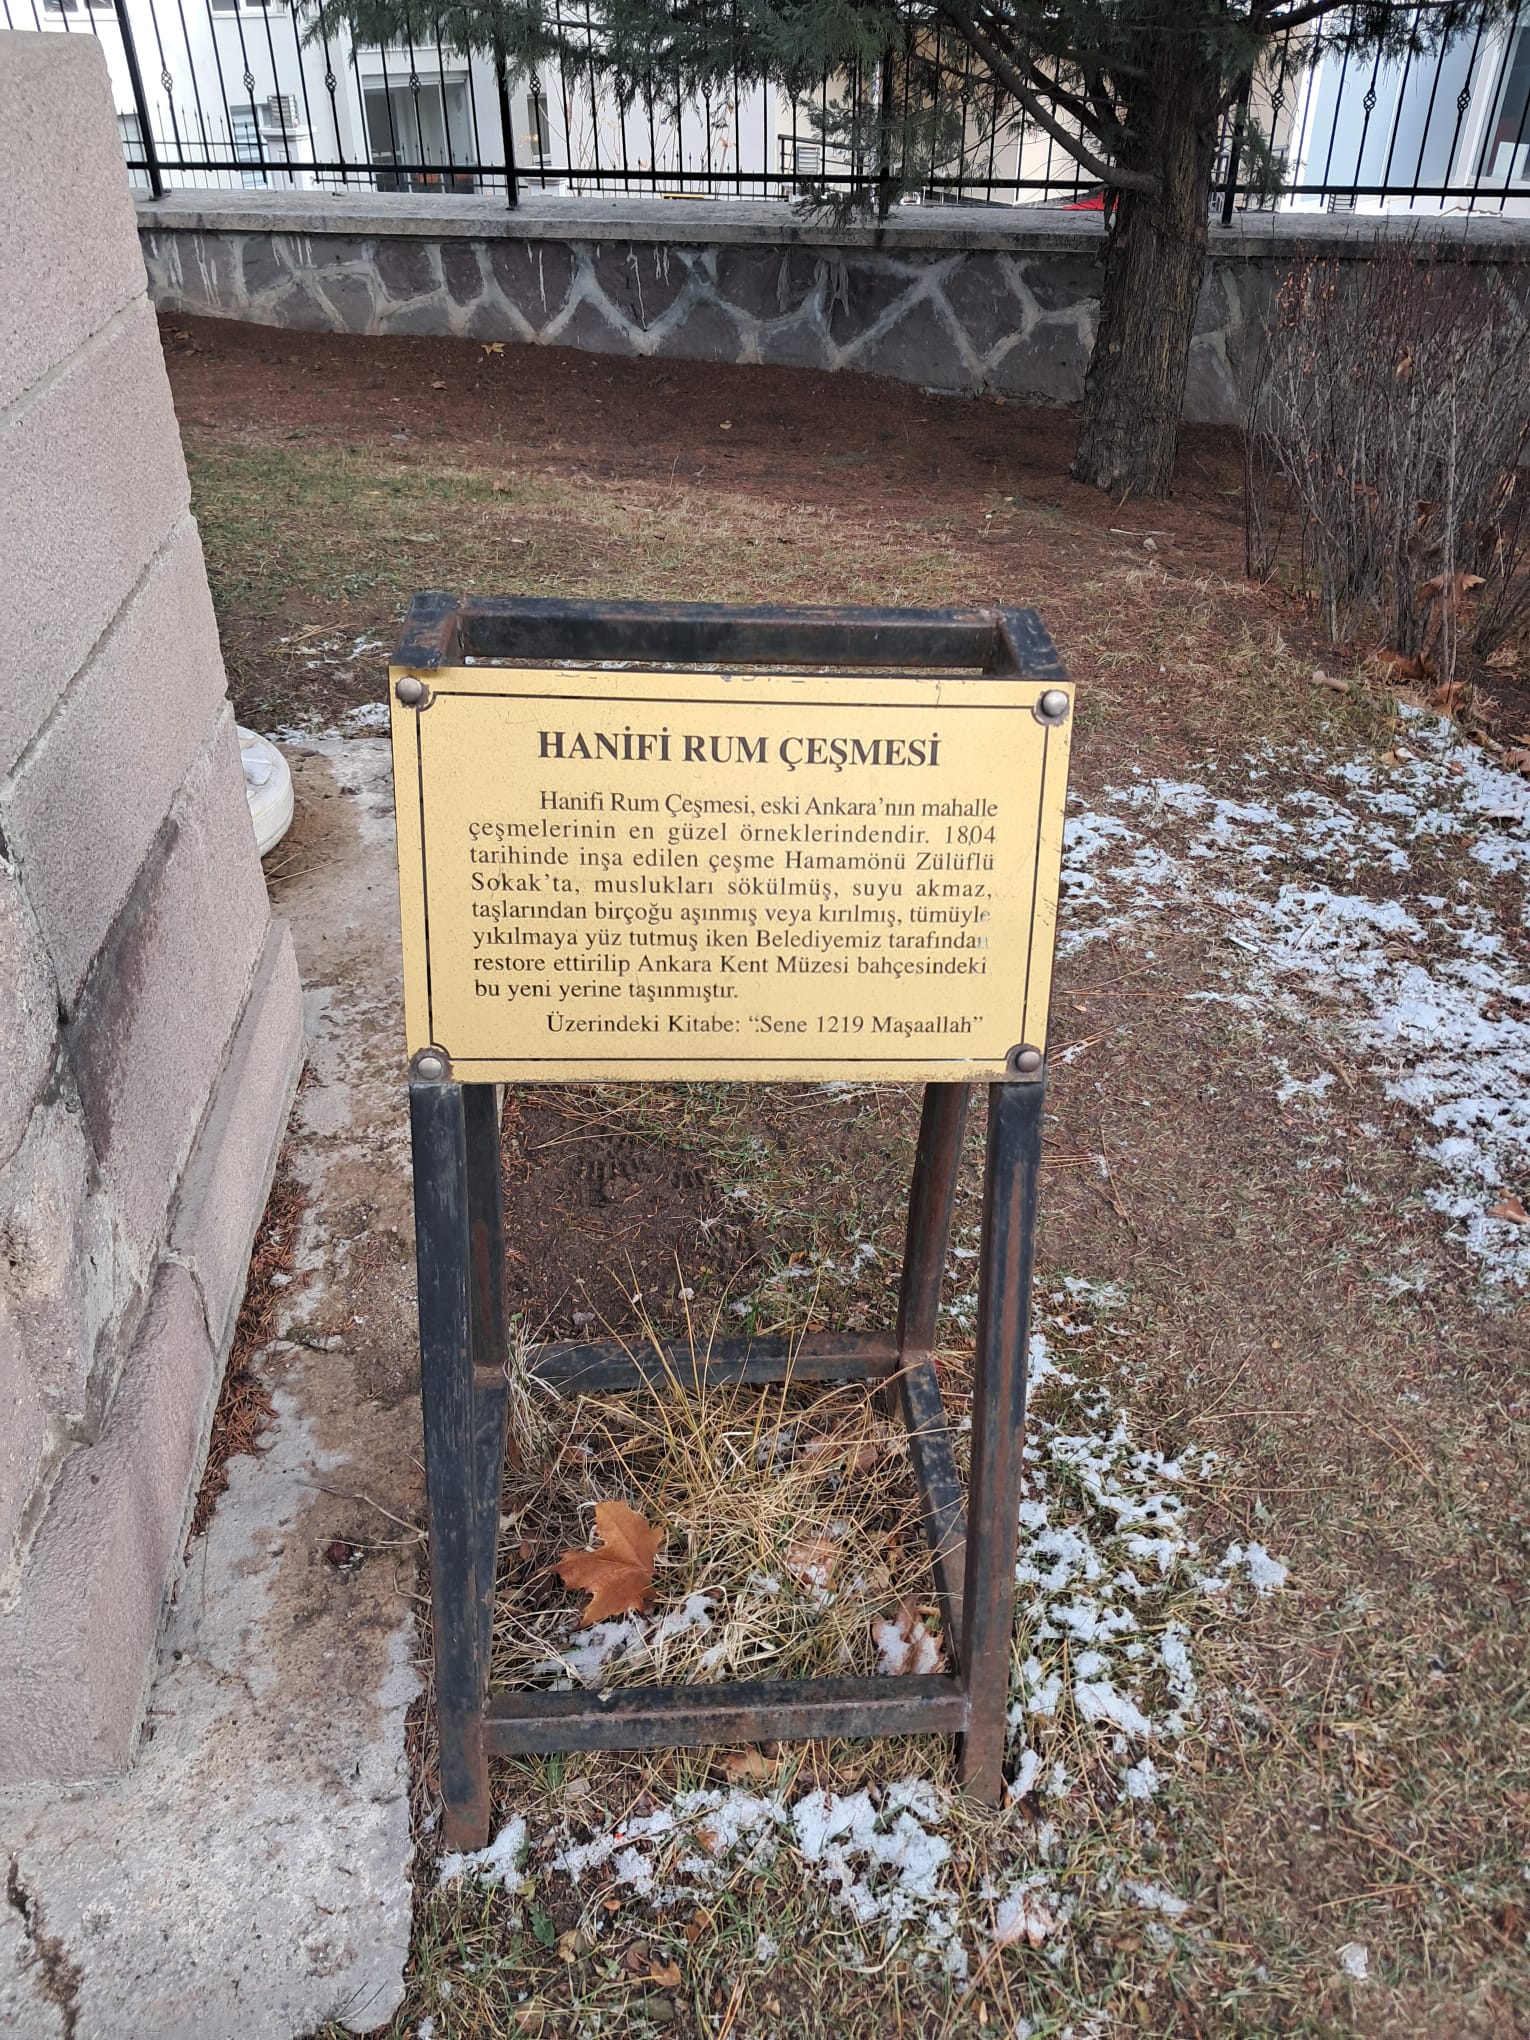 HANİFİ RUM ÇEŞMESİ
Hanifi Rum Çeşmesi, eski Ankara'nın mahalle
çeşmelerinin en güzel örneklerindendir. 1804
tarihinde inşa edilen çeşme Hamamönü Zülüflü
Sokak'ta, muslukları sökülmüş, suyu akmaz,
taşlarından birçoğu aşınmış veya kırılmış, tümüyle
yıkılmaya yüz tutmuş iken Belediyemiz tarafından
restore ettirilip Ankara Kent Müzesi bahçesindeki
bu yeni yerine taşınmıştır.
Üzerindeki Kitabe: “Sene 1219 Maşaallah”